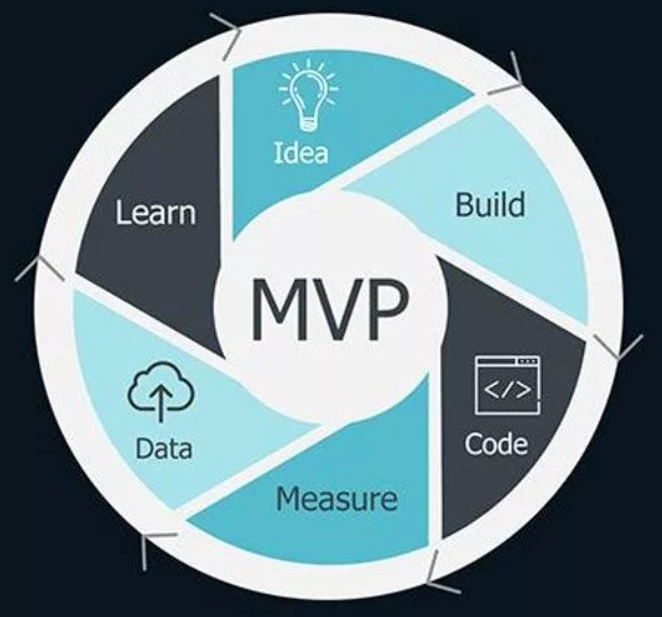 Idea
Build
Learn
MVP
</>
Code
Data
Measure